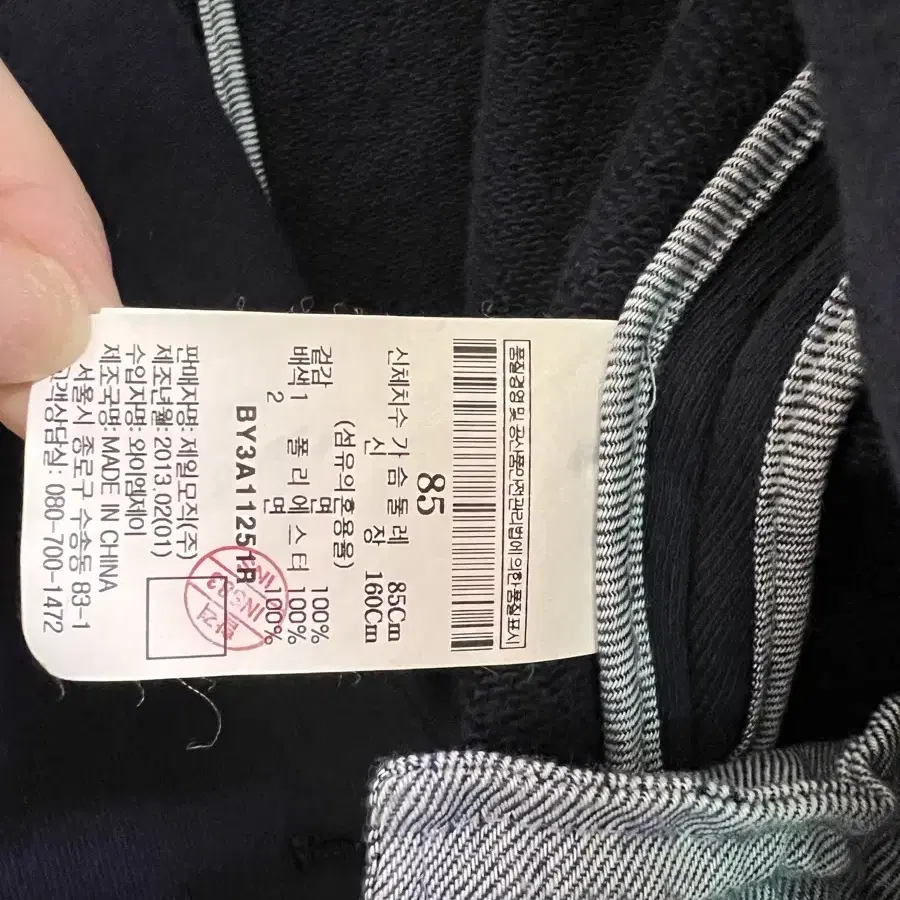 품질경영 및 공산품안전관리법에 의한 품질표시
85
신체치수 가슴둘레 85Cm
신 장 160Cm
(섬유의혼용율)
겉감 면 100%
배색1 폴리에스터 100%
2 면 100%
BY3A11251R
판매자명: 제일모직(주)
제조년월 2013.02(01)
수입자명: 와이엠제이
제조국명: MADE IN CHINA
서울시 종로구 수송동 83-1
고객상담실: 080-700-1472
합격